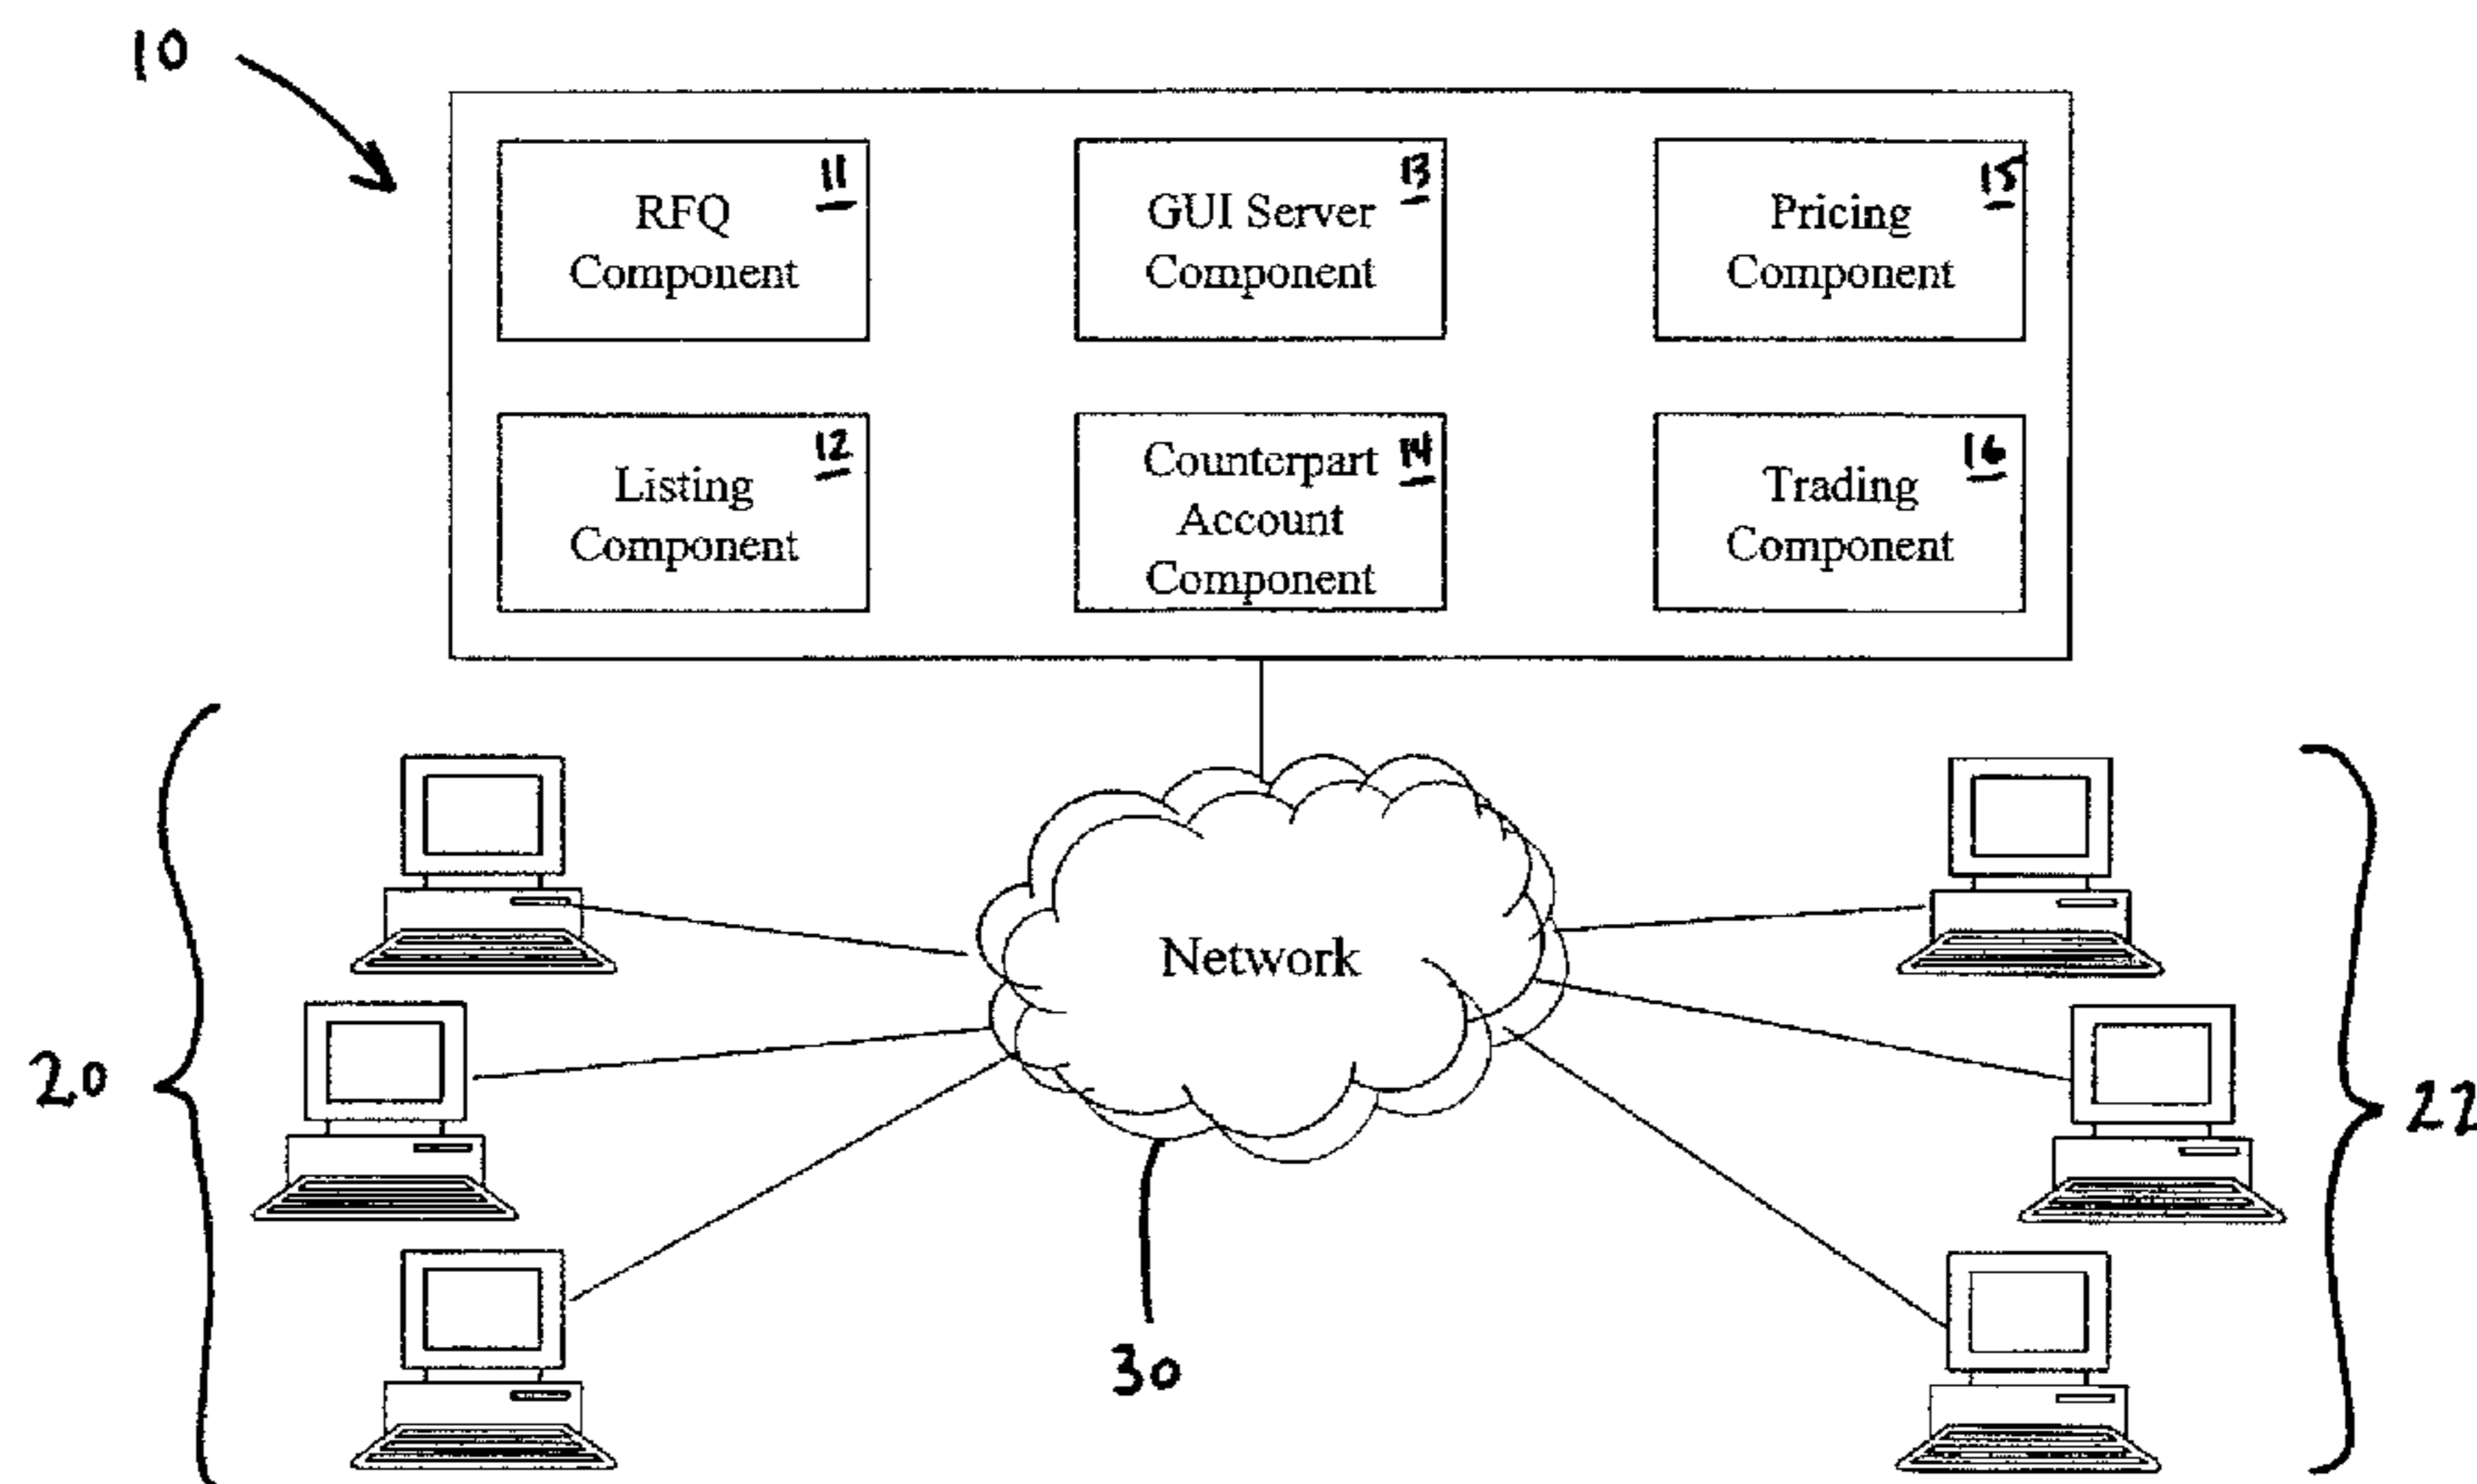 10
11
RFQ
Component
13
GUI Server
Component
15
Pricing
Component
12
Listing
Component
Counterpart 14
Account
Component
16
Trading
Component
Network
20
22
30